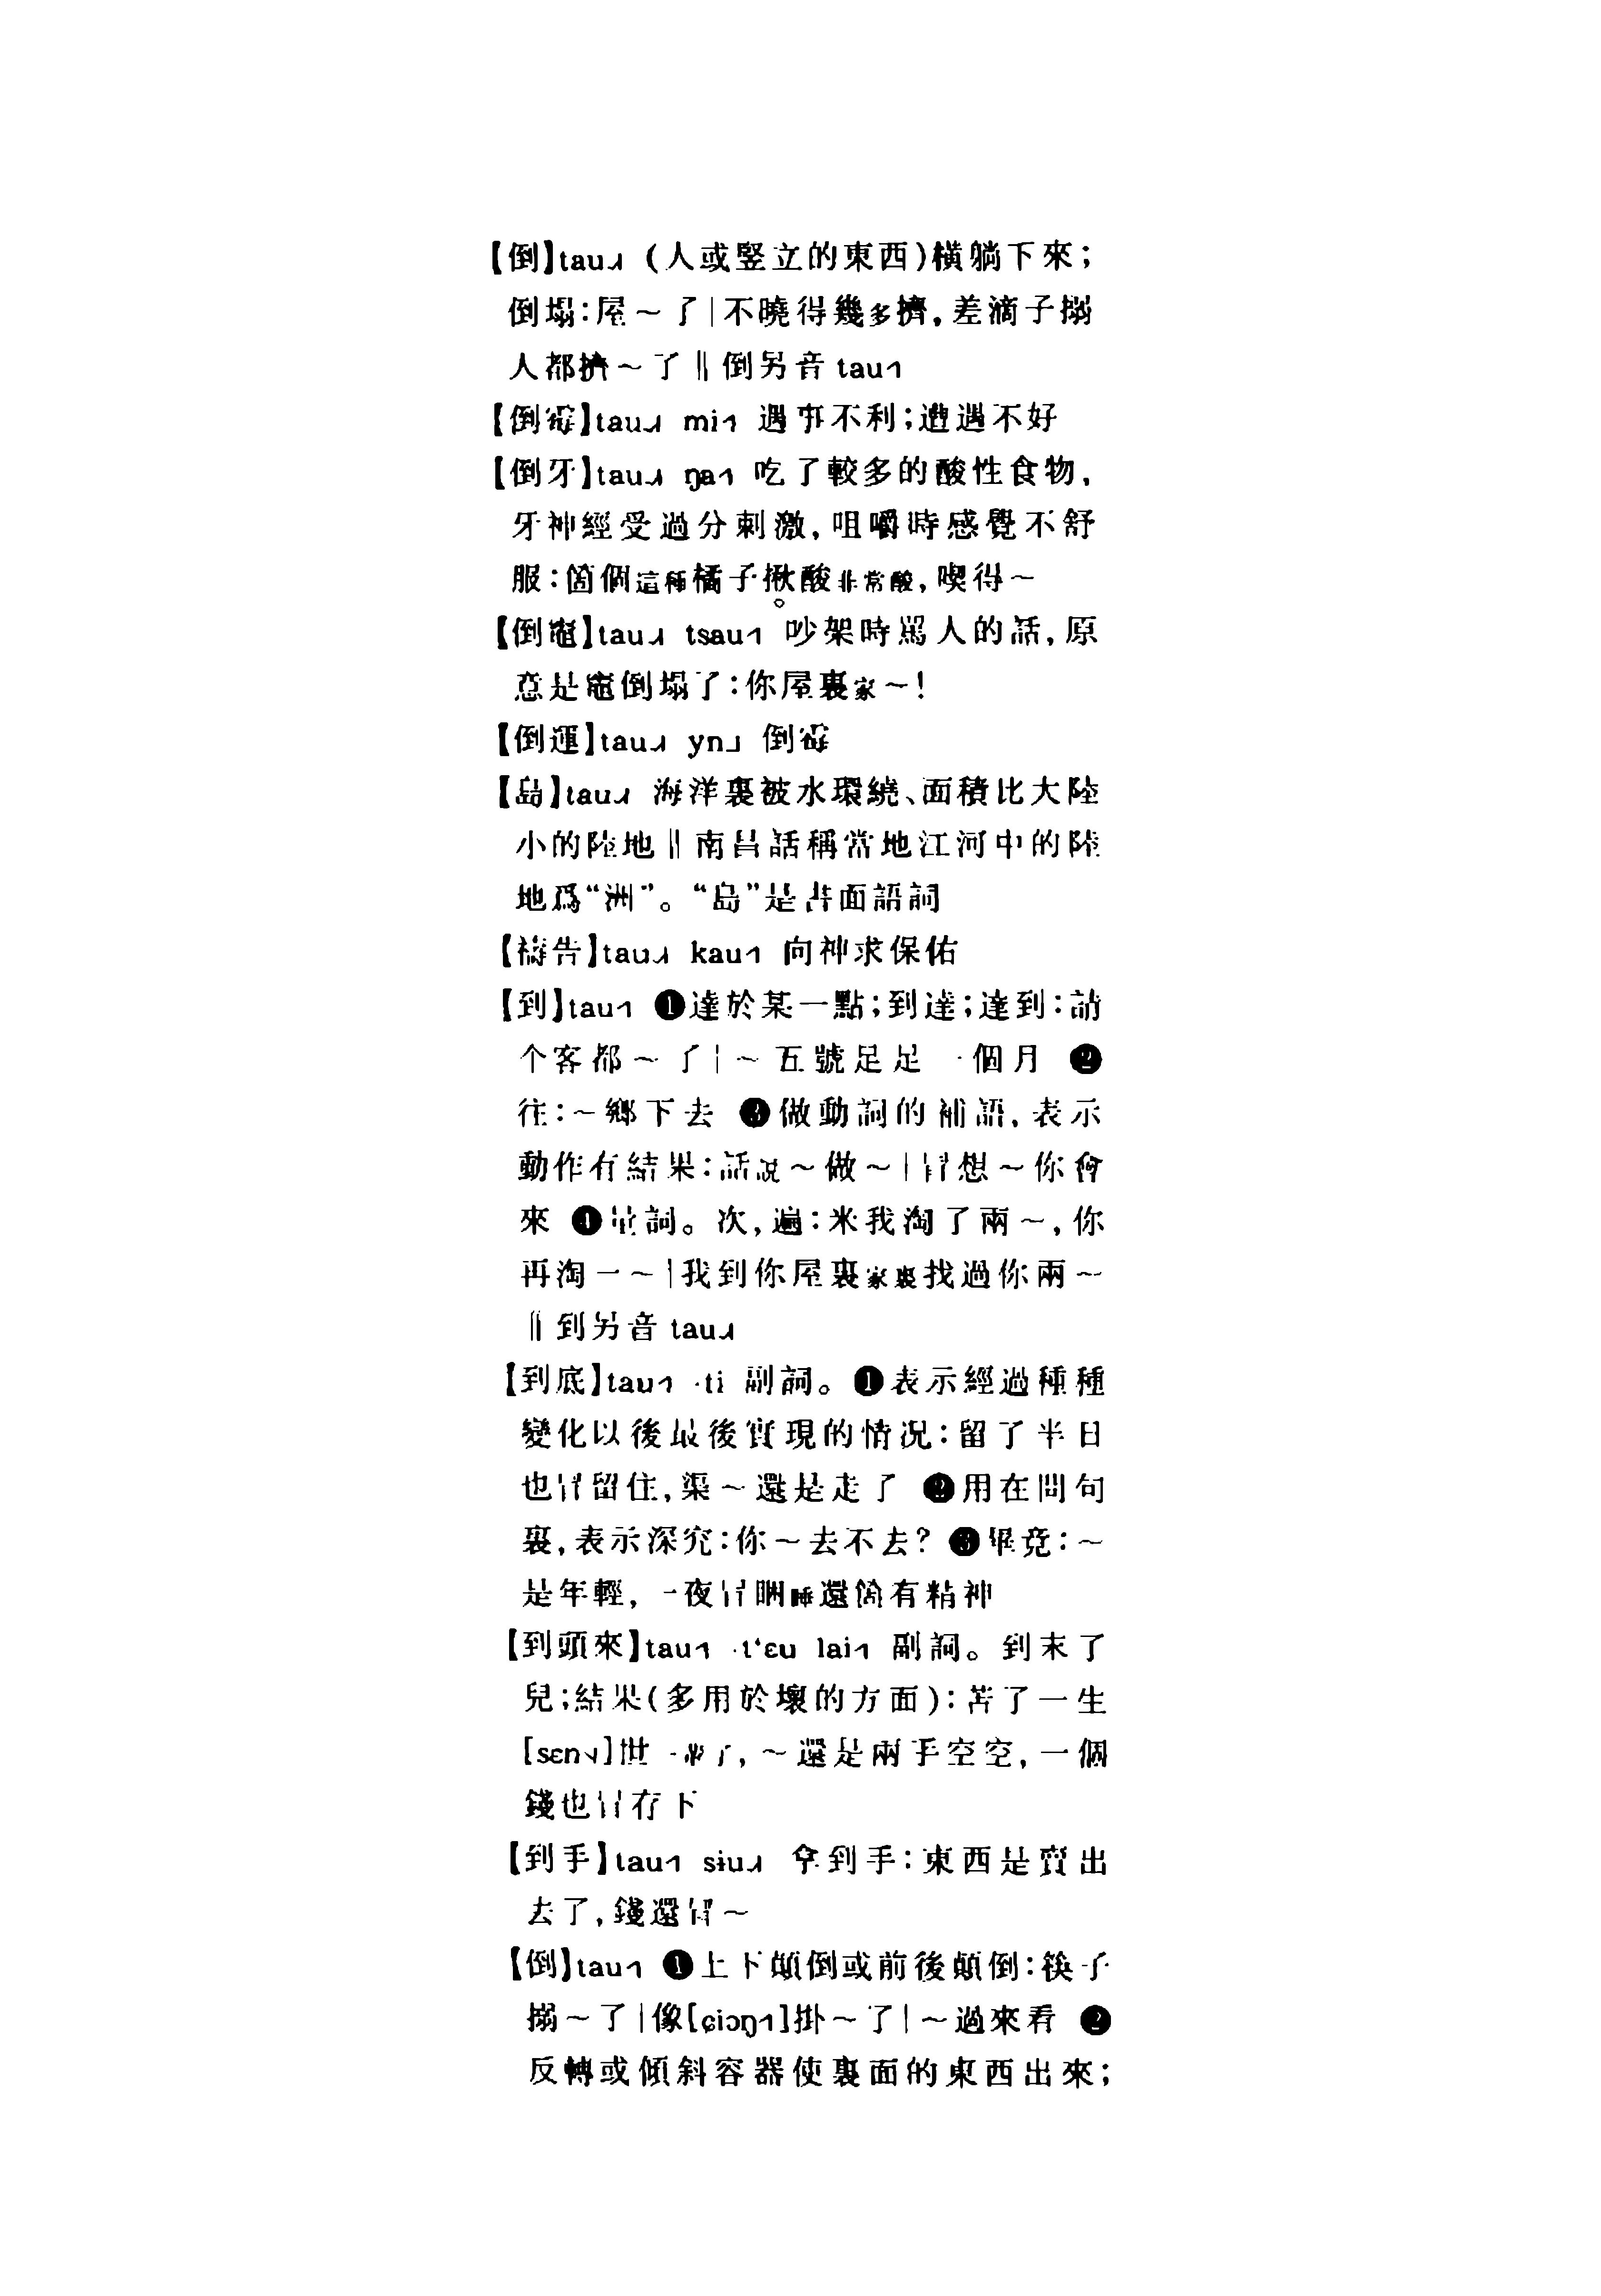 【倒】tau˩˧ (人或竪立的東西)横躺下來；
倒塌：屋～了|不曉得幾多擠，差滴子搦
人都擠～了‖倒另音 tau˧˥
【倒霉】tau˩˧ mi˧˥ 遇事不利；遭遇不好
【倒牙】tau˩˧ ŋa˧˥ 吃了較多的酸性食物，
牙神經受過分刺激，咀嚼時感覺不舒
服：箇個這種橘子揪酸非常酸，喫得～
【倒竈】tau˩˧ tsau˧˥ 吵架時罵人的話，原
意是竈倒塌了：你屋裏家～！
【倒運】tau˩˧ yn˩ 倒霉
【島】tau˩˧ 海洋裏被水環繞、面積比大陸
小的陸地‖南昌話稱當地江河中的陸
地爲“洲”。“島”是書面語詞
【禱告】tau˩˧ kau˧˥ 向神求保佑
【到】tau˧˥ ❶達於某一點；到達；達到：請
个客都～了|～五號足足一個月 ❷
往：～鄉下去 ❸做動詞的補語，表示
動作有結果：話説～做～|冒想～你會
來 ❹量詞。次，遍：米我淘了兩～，你
再淘一～|我到你屋裏家裏找過你兩～
‖到另音 tau˩˧
【到底】tau˧˥ ·ti 副詞。❶表示經過種種
變化以後最後實現的情況：留了半日
也冒留住，渠～還是走了 ❷用在問句
裏，表示深究：你～去不去？ ❸畢竟：～
是年輕，一夜冒睏睡還箇有精神
【到頭來】tau˧˥ ·t‘ɛu lai˧˥ 副詞。到末了
兒；結果(多用於壞的方面)：苦了一生
[sɛn˦˨]世一輩子，～還是兩手空空，一個
錢也冒存下
【到手】tau˧˥ siu˩˧ 拿到手：東西是賣出
去了，錢還冒～
【倒】tau˧˥ ❶上下顛倒或前後顛倒：筷子
搦～了|像[ɕiɔŋ˧˥]掛～了|～過來看 ❷
反轉或傾斜容器使裏面的東西出來；